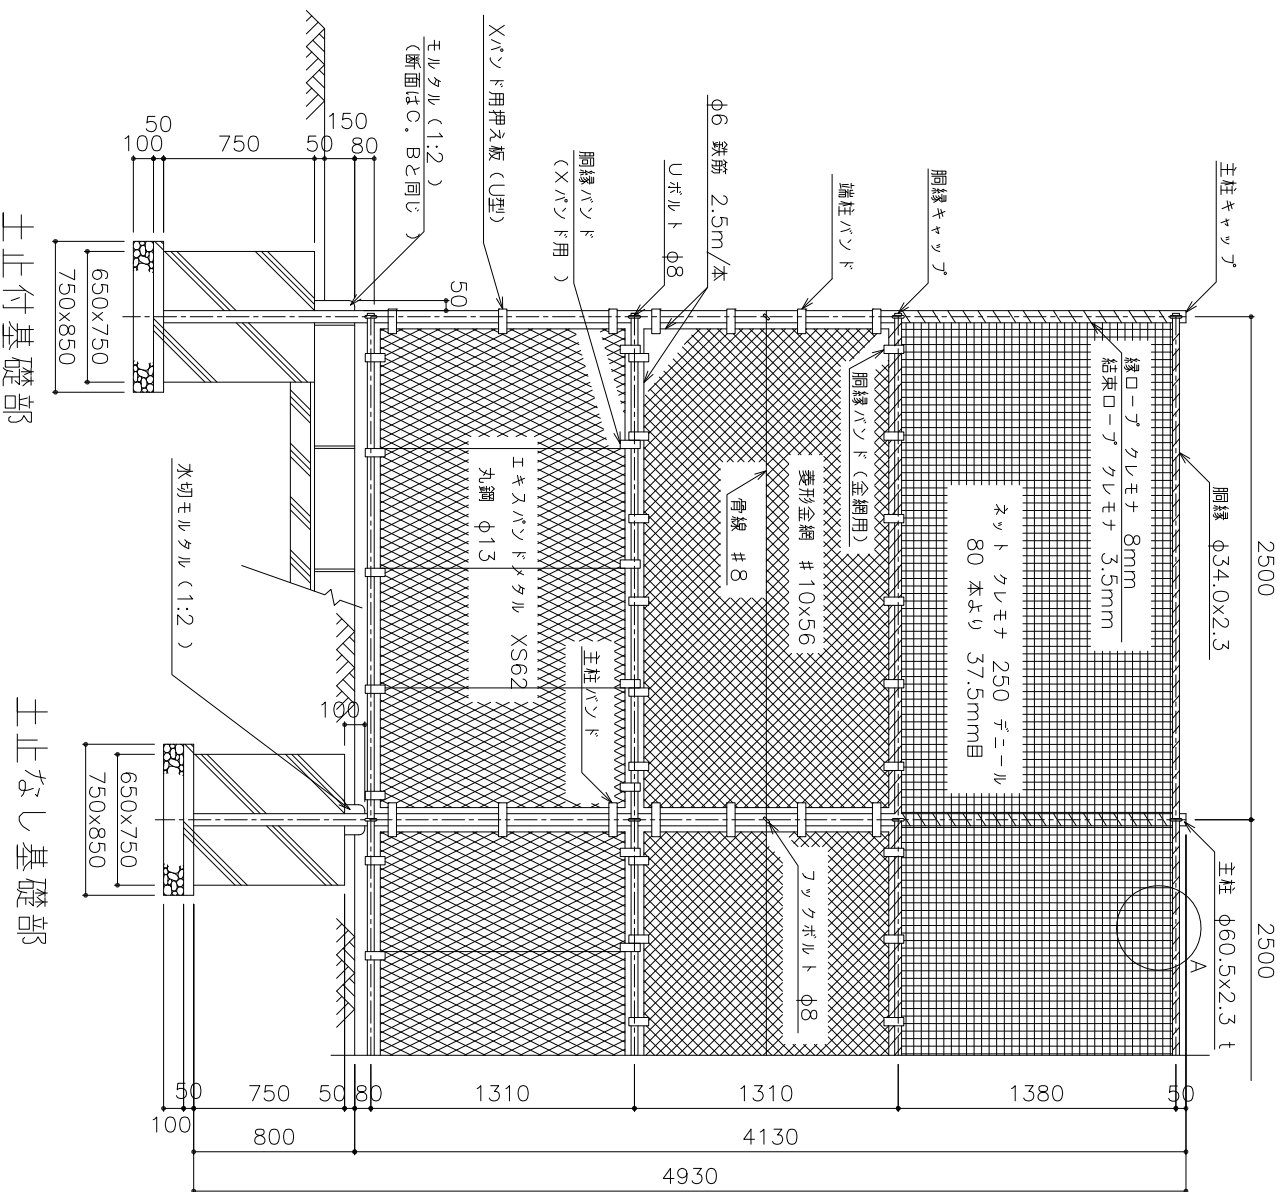 主柱キャップ
胴縁キャップ
端柱バンド
φ6 鉄筋 2.5m/本
Uボルト φ8
胴縁バンド
(Xバンド用)
Xバンド用押え板(U型)
モルタル(1:2)
(断面はC。Bと同じ)
2500
2500
胴縁 φ34.0x2.3
主柱 φ60.5x2.3 t
A
縁ロープ クレモナ 8mm
結束ロープ クレモナ 3.5mm
ネット クレモナ 250 デニール
80 本より 37.5mm目
胴縁バンド(金網用)
菱形金網 #10x56
骨線 #8
フックボルト φ8
エキスパンドメタル XS62
丸鋼 φ13
主柱バンド
水切モルタル(1:2)
50
100
50
750
50
150
80
50
100
650x750
750x850
土止付基礎部
650x750
750x850
土止なし基礎部
50
1380
1310
1310
80
50
750
50
100
4130
800
4930